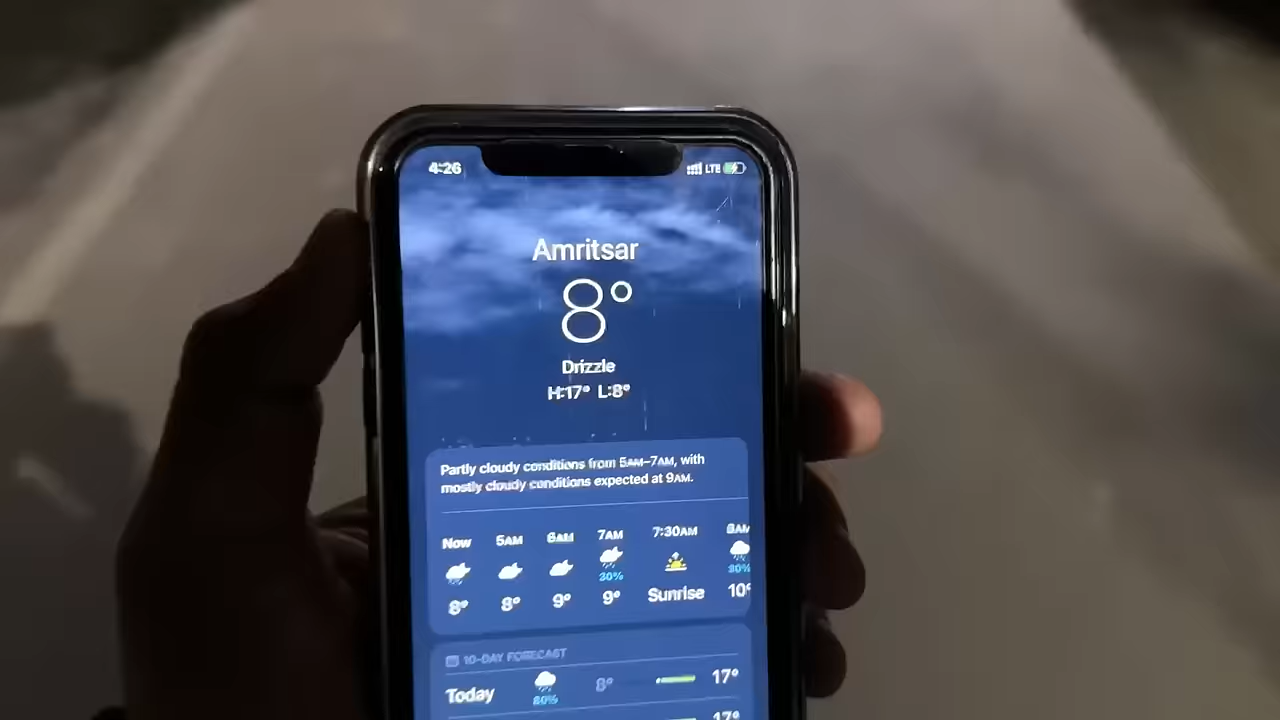 4:26
LTE
Amritsar
8°
Drizzle
H:17° L:8°
Partly cloudy conditions from 5AM–7AM, with
mostly cloudy conditions expected at 9AM.
Now 5AM 6AM 7AM 7:30AM 8AM
30% 30%
8° 8° 9° 9° Sunrise 10°
10-DAY FORECAST
Today 8° 17°
80%
17°